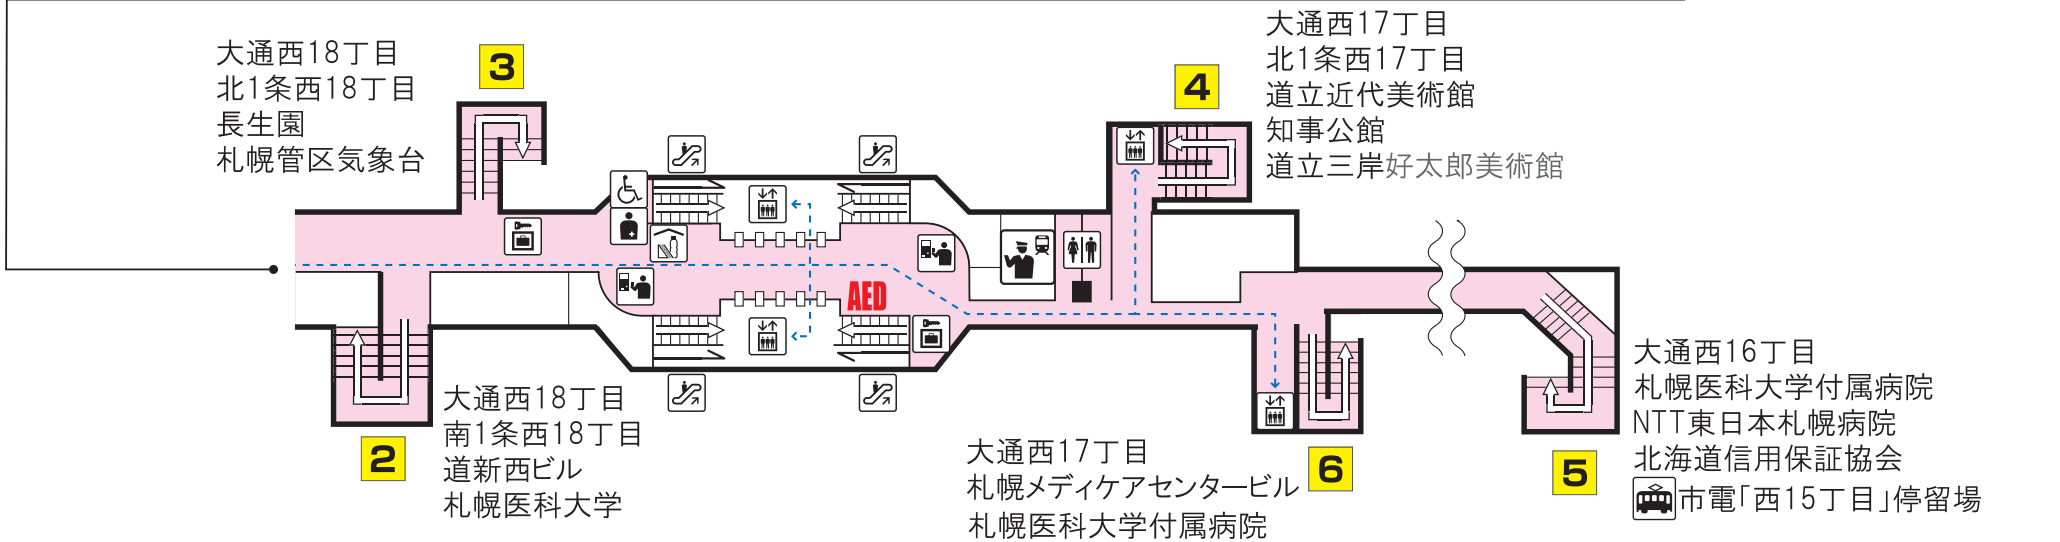 大通西18丁目
北1条西18丁目
長生園
札幌管区気象台
3
4
大通西17丁目
北1条西17丁目
道立近代美術館
知事公館
道立三岸好太郎美術館
AED
2
大通西18丁目
南1条西18丁目
道新西ビル
札幌医科大学
大通西17丁目
札幌メディケアセンタービル
札幌医科大学付属病院
6
5
大通西16丁目
札幌医科大学付属病院
NTT東日本札幌病院
北海道信用保証協会
市電「西15丁目」停留場